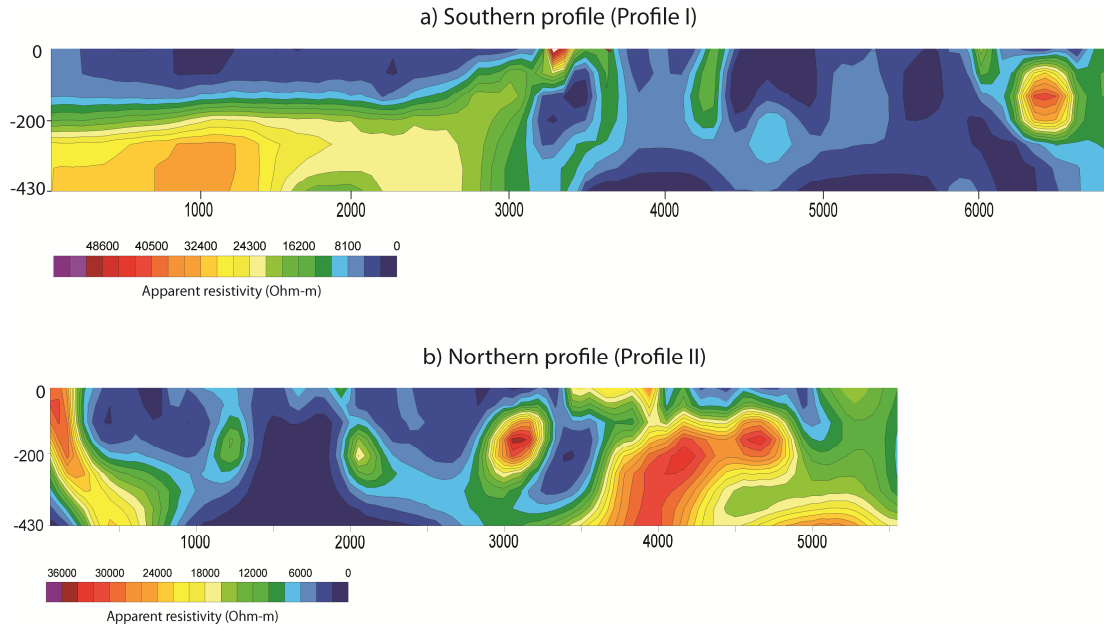 a) Southern profile (Profile I)
0
-200
-430
1000 2000 3000 4000 5000 6000
48600 40500 32400 24300 16200 8100 0
Apparent resistivity (Ohm-m)
b) Northern profile (Profile II)
0
-200
-430
1000 2000 3000 4000 5000
36000 30000 24000 18000 12000 6000 0
Apparent resistivity (Ohm-m)